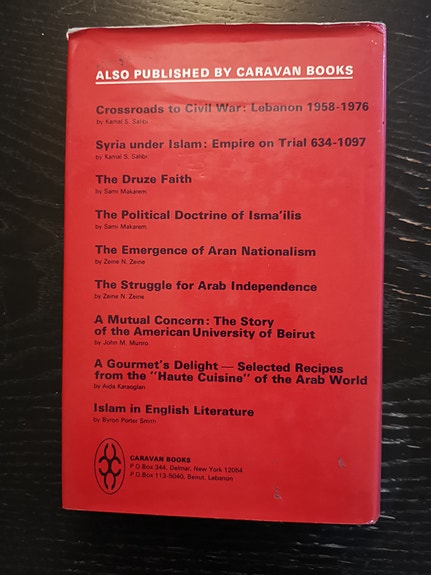 ALSO PUBLISHED BY CARAVAN BOOKS
Crossroads to Civil War: Lebanon 1958-1976
by Kamal S. Salibi
Syria under Islam: Empire on Trial 634-1097
by Kamal S. Salibi
The Druze Faith
by Sami Makarem
The Political Doctrine of Isma'ilis
by Sami Makarem
The Emergence of Aran Nationalism
by Zeine N. Zeine
The Struggle for Arab Independence
by Zeine N. Zeine
A Mutual Concern: The Story
of the American University of Beirut
by John M. Munro
A Gourmet's Delight — Selected Recipes
from the "Haute Cuisine" of the Arab World
by Aida Karaoglan
Islam in English Literature
by Byron Porter Smith
CARAVAN BOOKS
P.O.Box 344, Delmar, New York 12054
P.O.Box 113-5040, Beirut, Lebanon